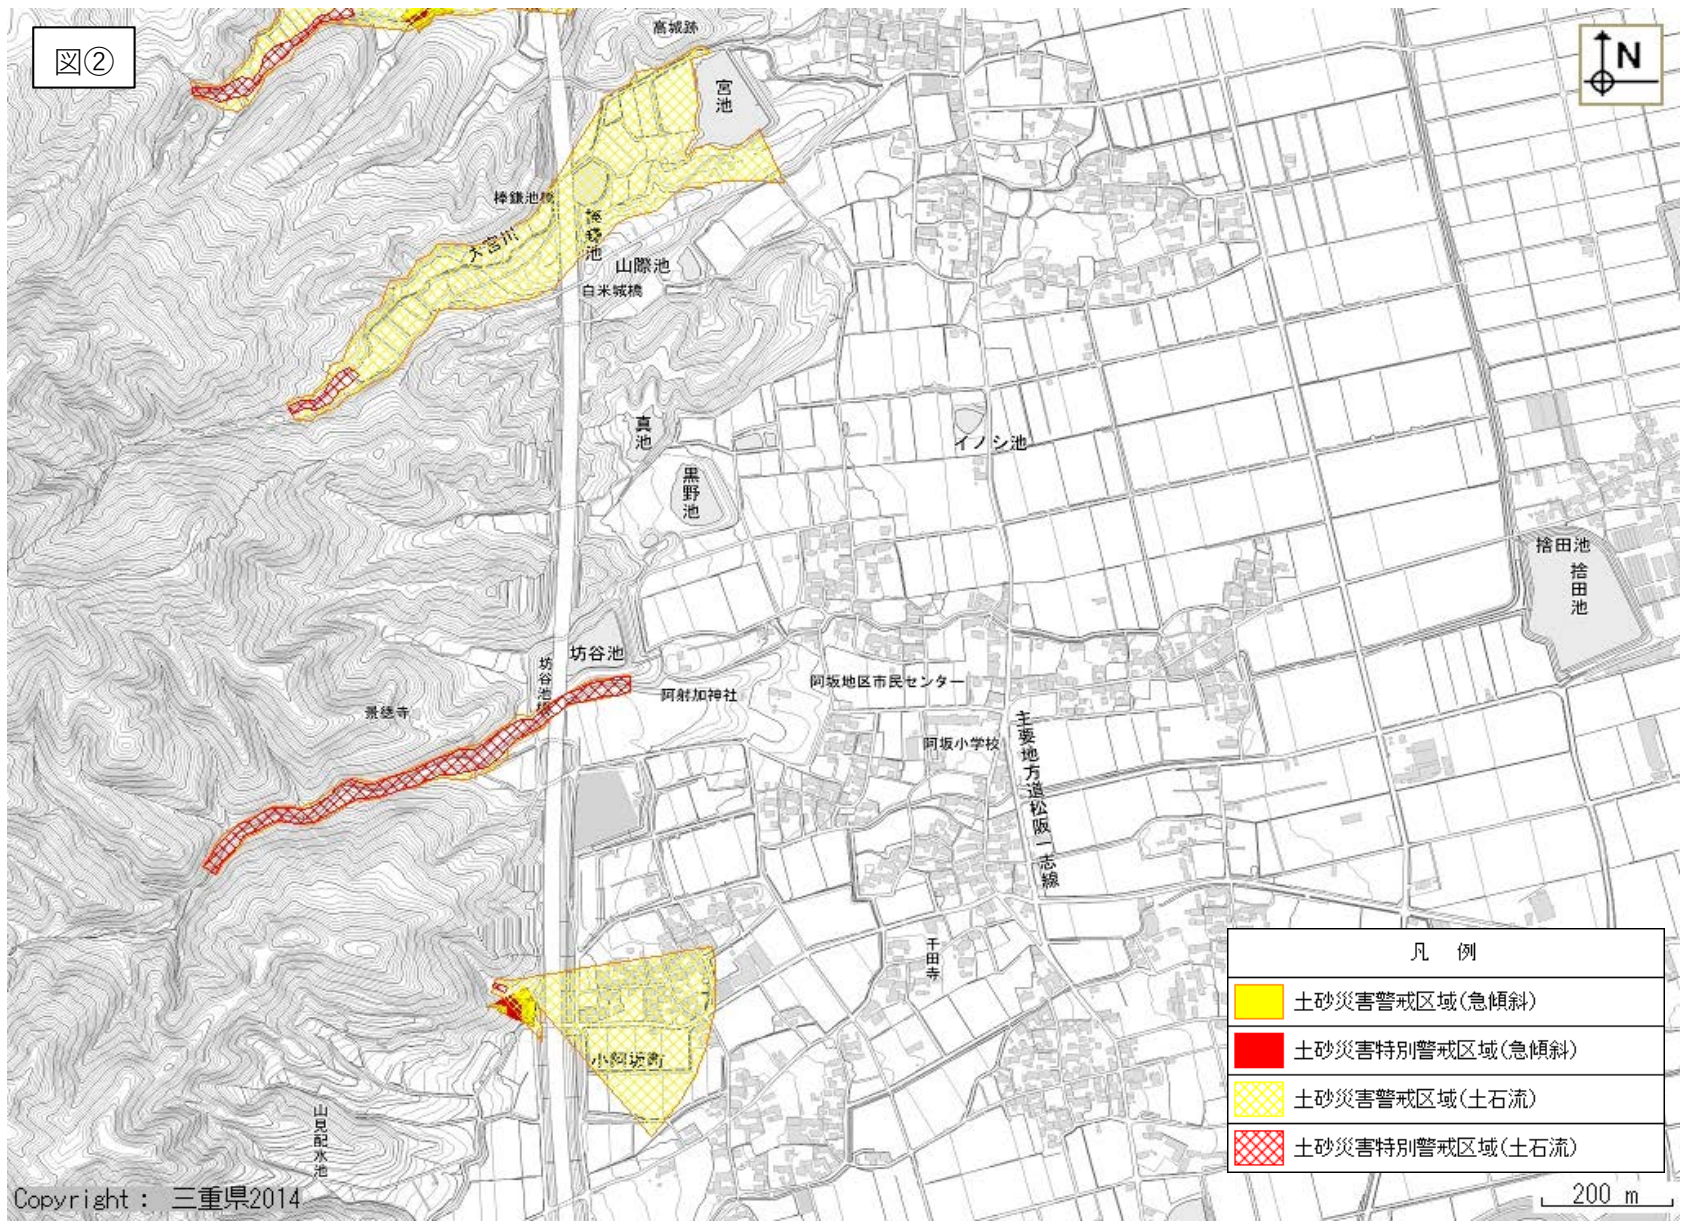 図②
高城跡
N
宮池
棒鎌池橋
大宮川
山際池
白米城橋
真池
イノシ池
黒野池
捨田池
捨田池
坊谷池
坊谷池橋
阿射加神社
阿坂地区市民センター
景徳寺
阿坂小学校
主要地方道松阪一志線
千田寺
小阿坂町
山見配水池
凡 例
土砂災害警戒区域(急傾斜)
土砂災害特別警戒区域(急傾斜)
土砂災害警戒区域(土石流)
土砂災害特別警戒区域(土石流)
Copyright : 三重県2014
200 m